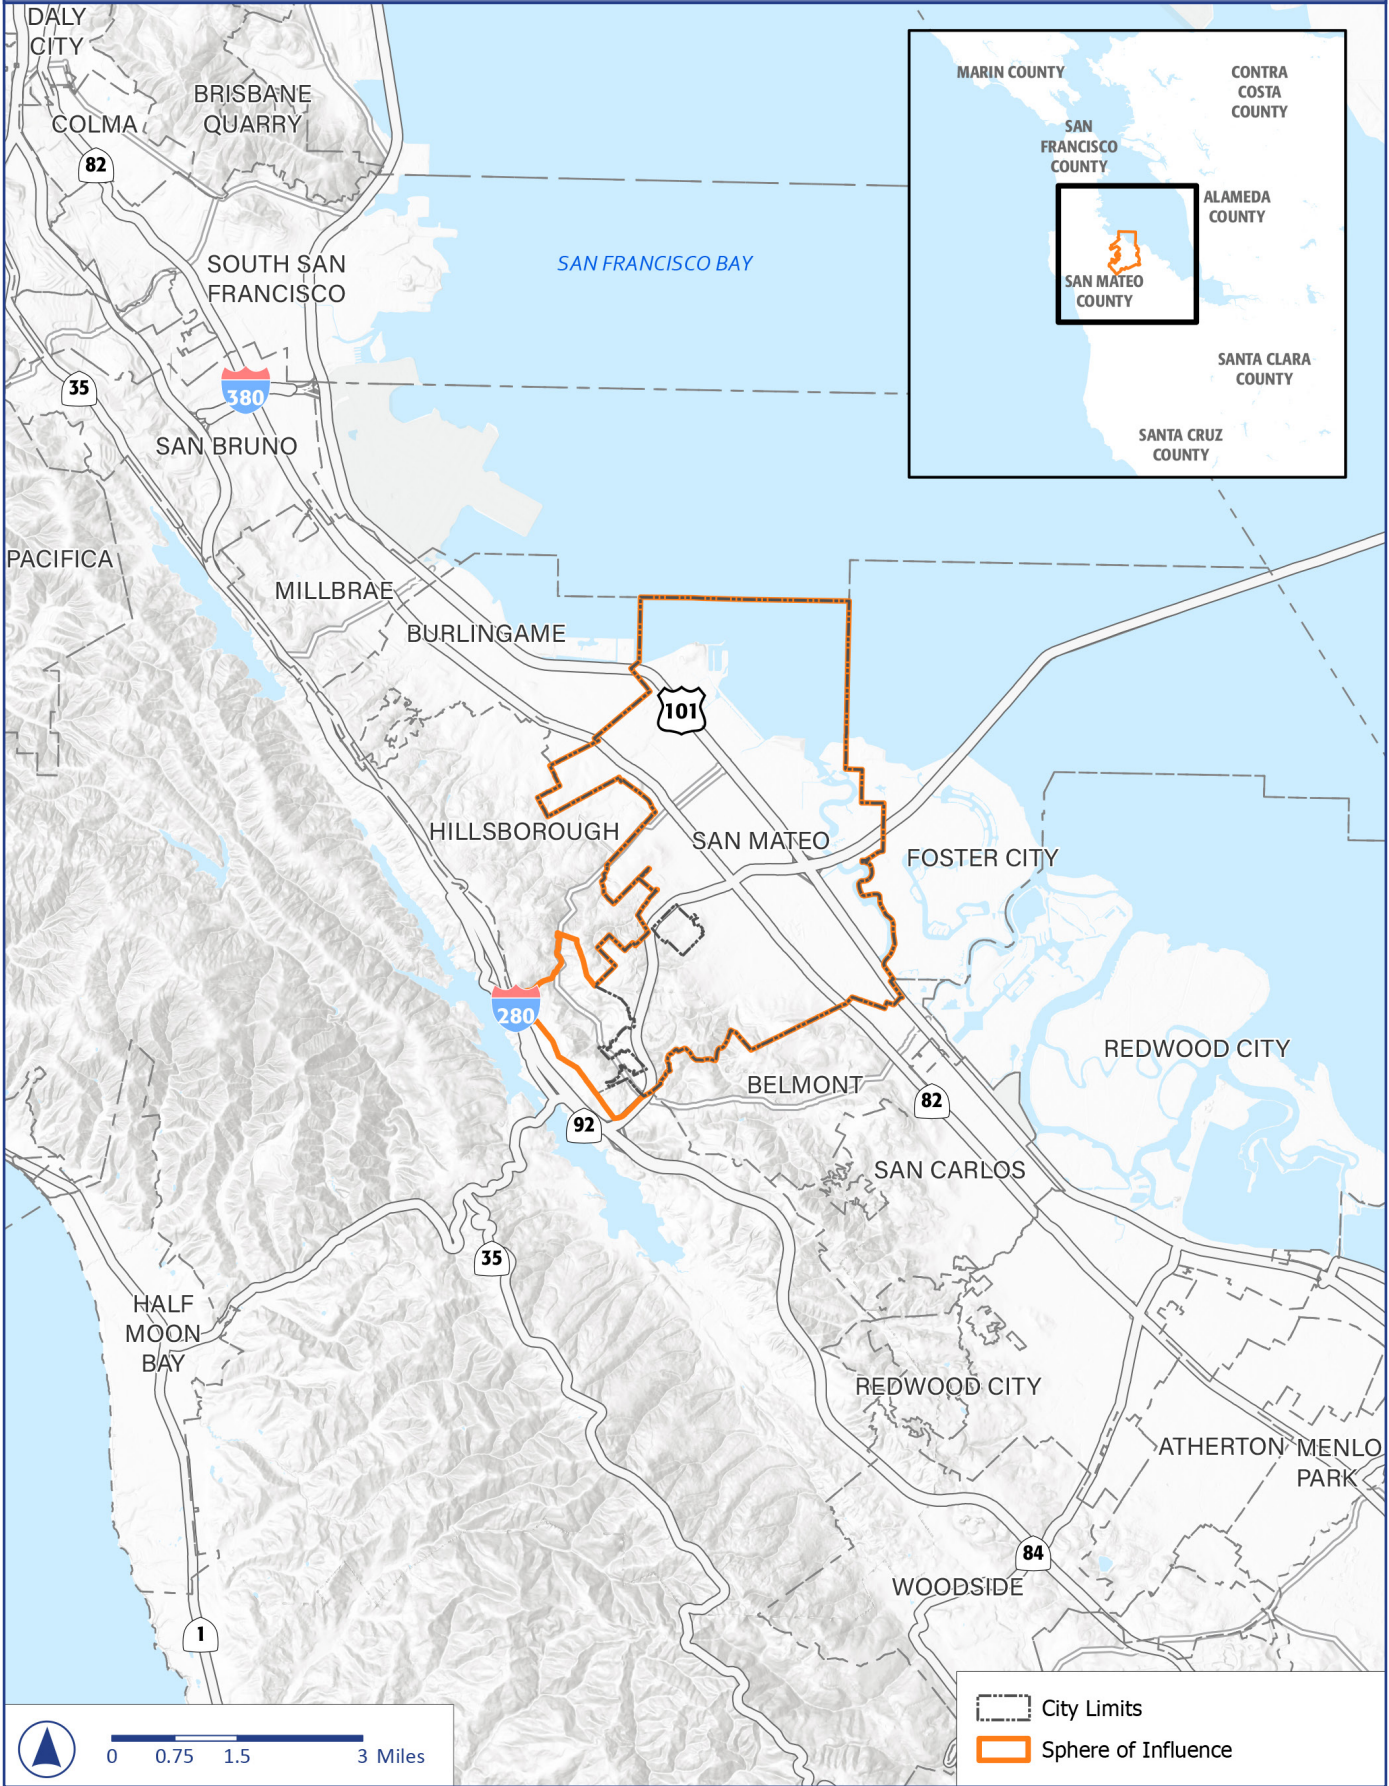 DALY
CITY
BRISBANE
QUARRY
COLMA
82
MARIN COUNTY
CONTRA
COSTA
COUNTY
SAN
FRANCISCO
COUNTY
ALAMEDA
COUNTY
SAN MATEO
COUNTY
SANTA CLARA
COUNTY
SANTA CRUZ
COUNTY
SOUTH SAN
FRANCISCO
SAN FRANCISCO BAY
35
380
SAN BRUNO
PACIFICA
MILLBRAE
BURLINGAME
101
HILLSBOROUGH
SAN MATEO
FOSTER CITY
280
REDWOOD CITY
BELMONT
82
92
SAN CARLOS
35
HALF
MOON
BAY
REDWOOD CITY
ATHERTON
MENLO
PARK
84
WOODSIDE
1
City Limits
Sphere of Influence
0 0.75 1.5 3 Miles